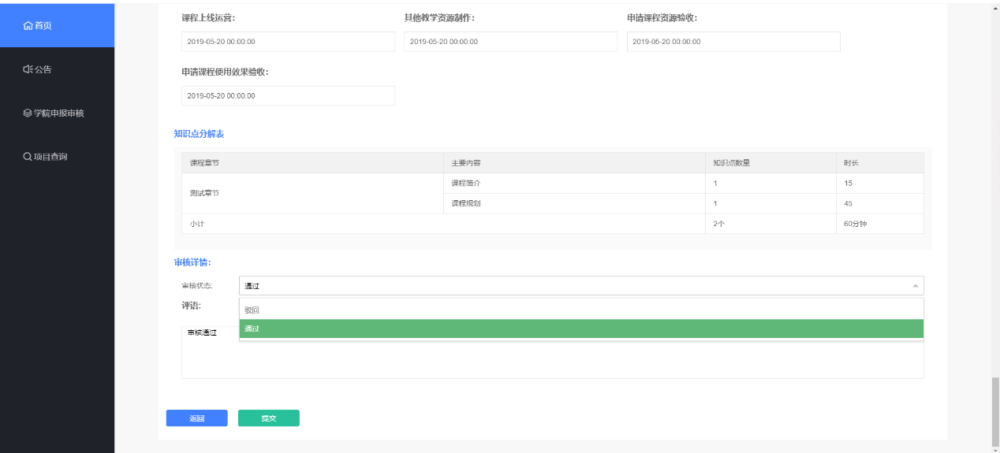 首页
公告
学院申报审核
项目查询
课程上线运营： 其他教学资源制作： 申请课程资源验收：
2019-05-20 00:00:00 2019-05-20 00:00:00 2019-05-20 00:00:00
申请课程使用效果验收：
2019-05-20 00:00:00
知识点分解表
课程章节 主要内容 知识点数量 时长
测试章节 课程简介 1 15
课程规划 1 45
小计 2个 60分钟
审核详情：
审核状态: 通过
评语:
驳回
通过
审核通过
返回 提交